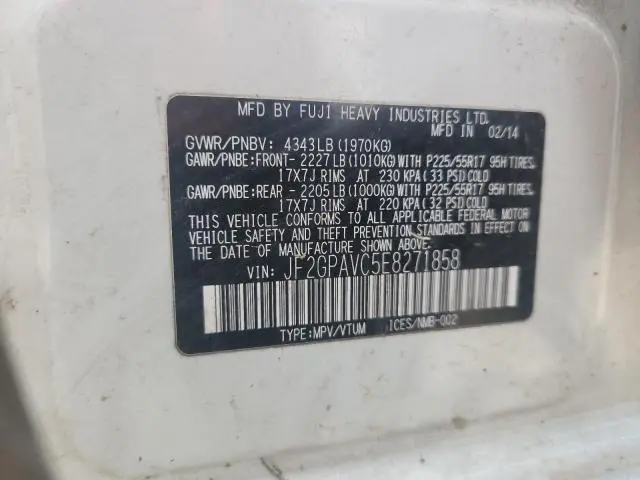 MFD BY FUJI HEAVY INDUSTRIES LTD.
MFD IN 02/14
GVWR/PNBV: 4343LB(1970KG)
GAWR/PNBE:FRONT- 2227LB(1010KG)WITH P225/55R17 95H TIRES,
17X7J RIMS AT 230 KPA(33 PSI)COLD
GAWR/PNBE:REAR - 2205LB(1000KG)WITH P225/55R17 95H TIRES,
17X7J RIMS AT 220 KPA(32 PSI)COLD
THIS VEHICLE CONFORMS TO ALL APPLICABLE FEDERAL MOTOR
VEHICLE SAFETY AND THEFT PREVENTION STANDARDS IN EFFECT ON
THE DATE OF MANUFACTURE SHOWN ABOVE.
VIN: JF2GPAVC5E8271858
TYPE:MPV/VTUM ICES/NMB-002